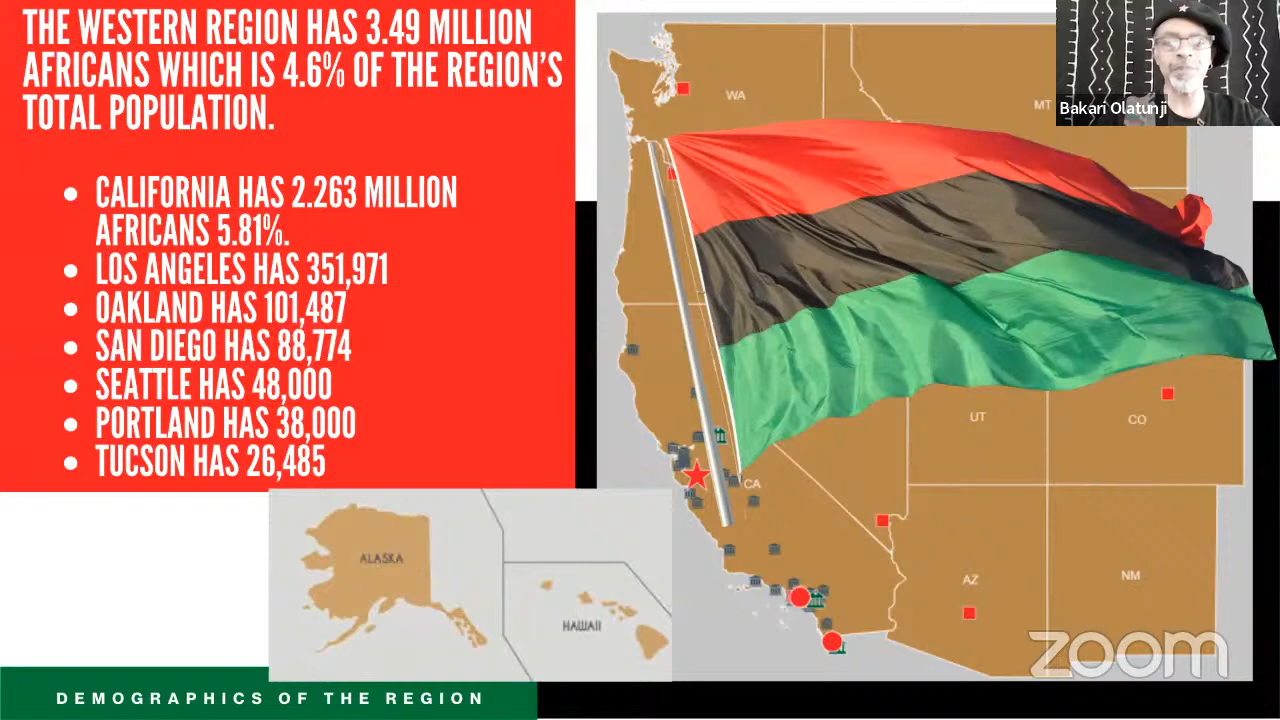 THE WESTERN REGION HAS 3.49 MILLION
AFRICANS WHICH IS 4.6% OF THE REGION'S
TOTAL POPULATION.
• CALIFORNIA HAS 2.263 MILLION
AFRICANS 5.81%.
• LOS ANGELES HAS 351,971
• OAKLAND HAS 101,487
• SAN DIEGO HAS 88,774
• SEATTLE HAS 48,000
• PORTLAND HAS 38,000
• TUCSON HAS 26,485
WA
MT
Bakari Olatunji
UT
CO
CA
AZ
NM
ALASKA
HAWAII
zoom
DEMOGRAPHICS OF THE REGION